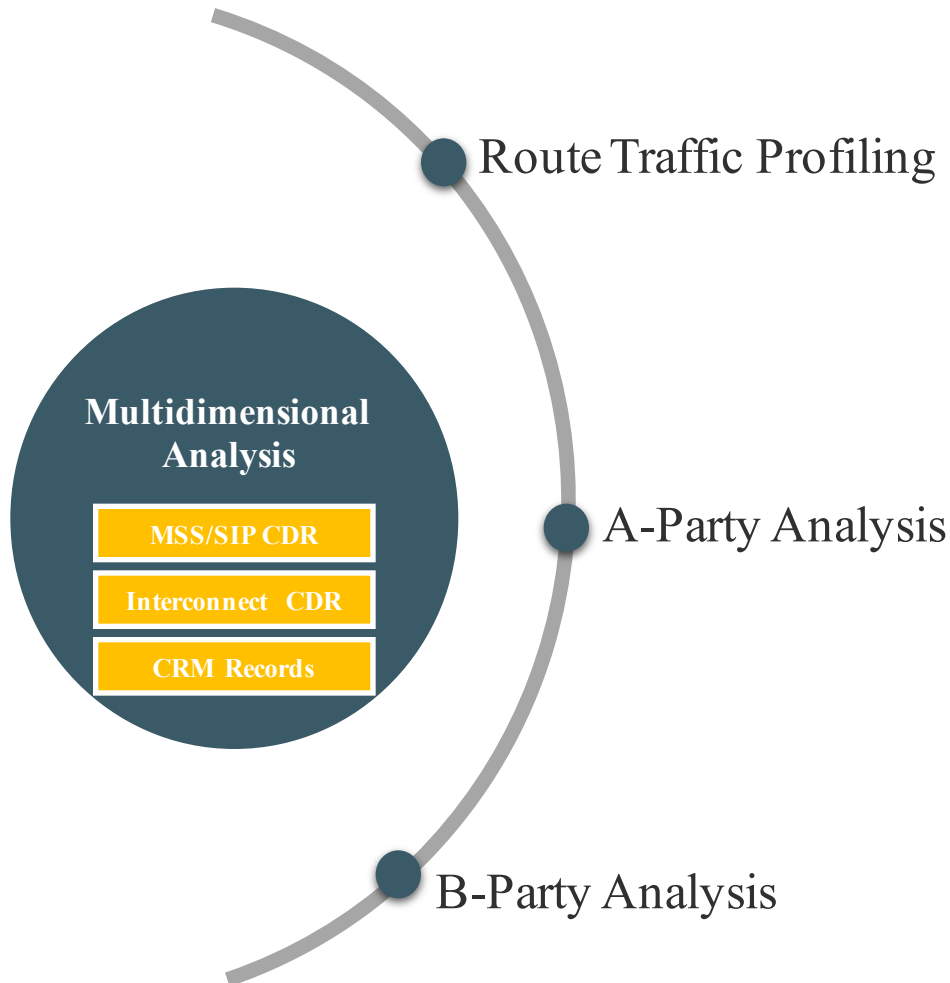 Route Traffic Profiling
Multidimensional
Analysis
MSS/SIP CDR
Interconnect CDR
CRM Records
A-Party Analysis
B-Party Analysis